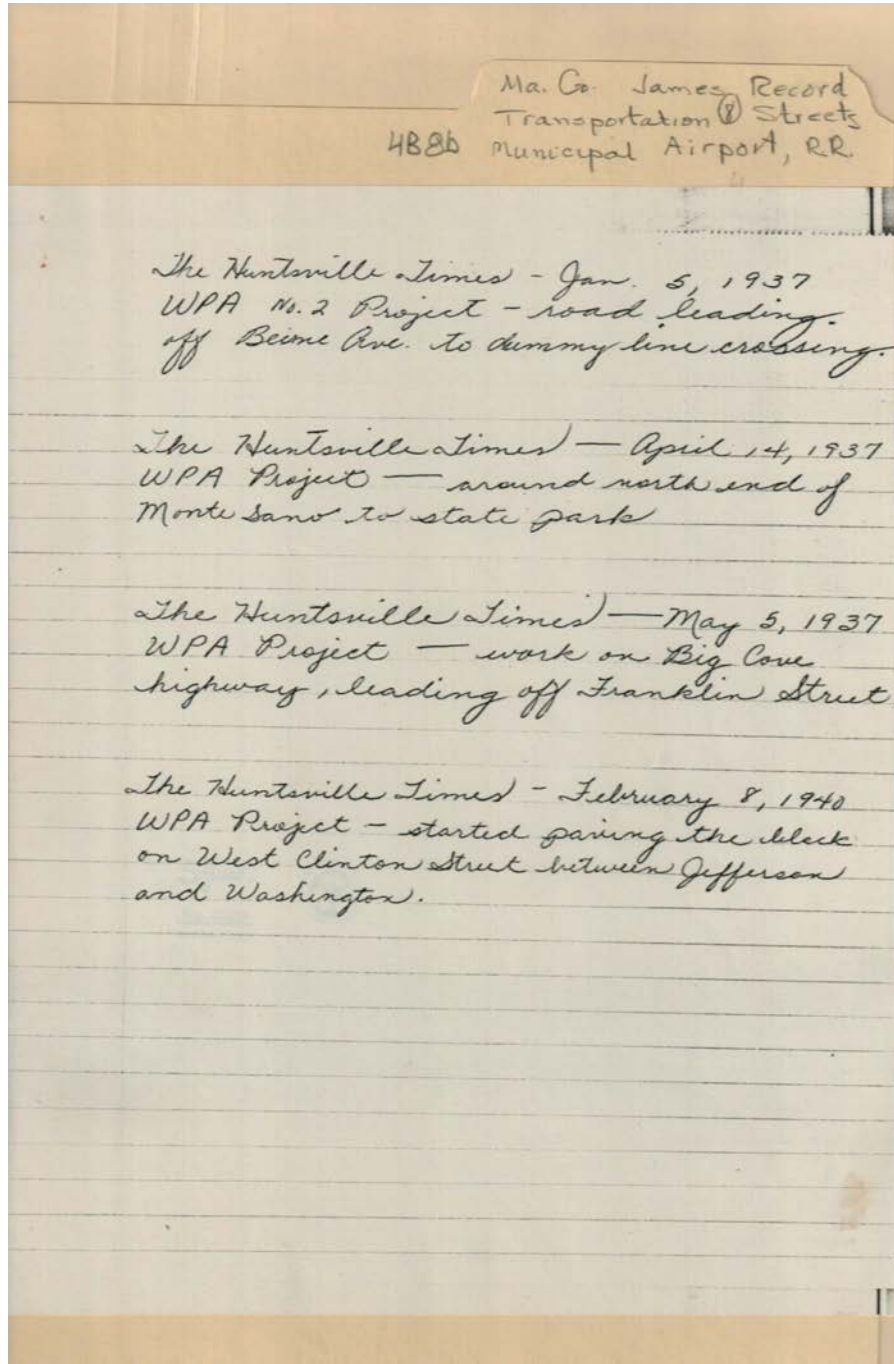 Ma. Co. James Record
Transportation (8) Streets
4B8b Municipal Airport, R.R.
The Huntsville Times - Jan. 5, 1937
WPA No. 2 Project - road leading
off Beirne Ave. to dummy line crossing.
The Huntsville Times — April 14, 1937
WPA Project — around north end of
Monte Sano to state park
The Huntsville Times — May 5, 1937
WPA Project — work on Big Cove
highway, leading off Franklin Street
The Huntsville Times - February 8, 1940
WPA Project - started paving the block
on West Clinton Street between Jefferson
and Washington.